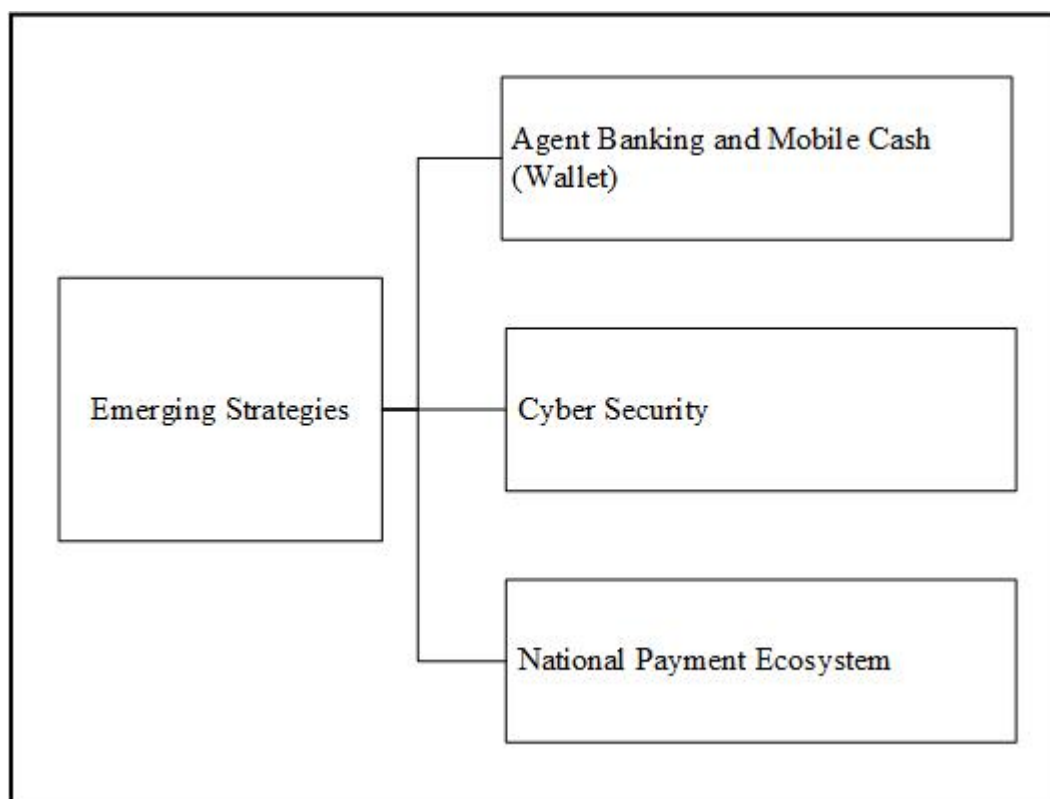 Agent Banking and Mobile Cash
(Wallet)
Emerging Strategies
Cyber Security
National Payment Ecosystem